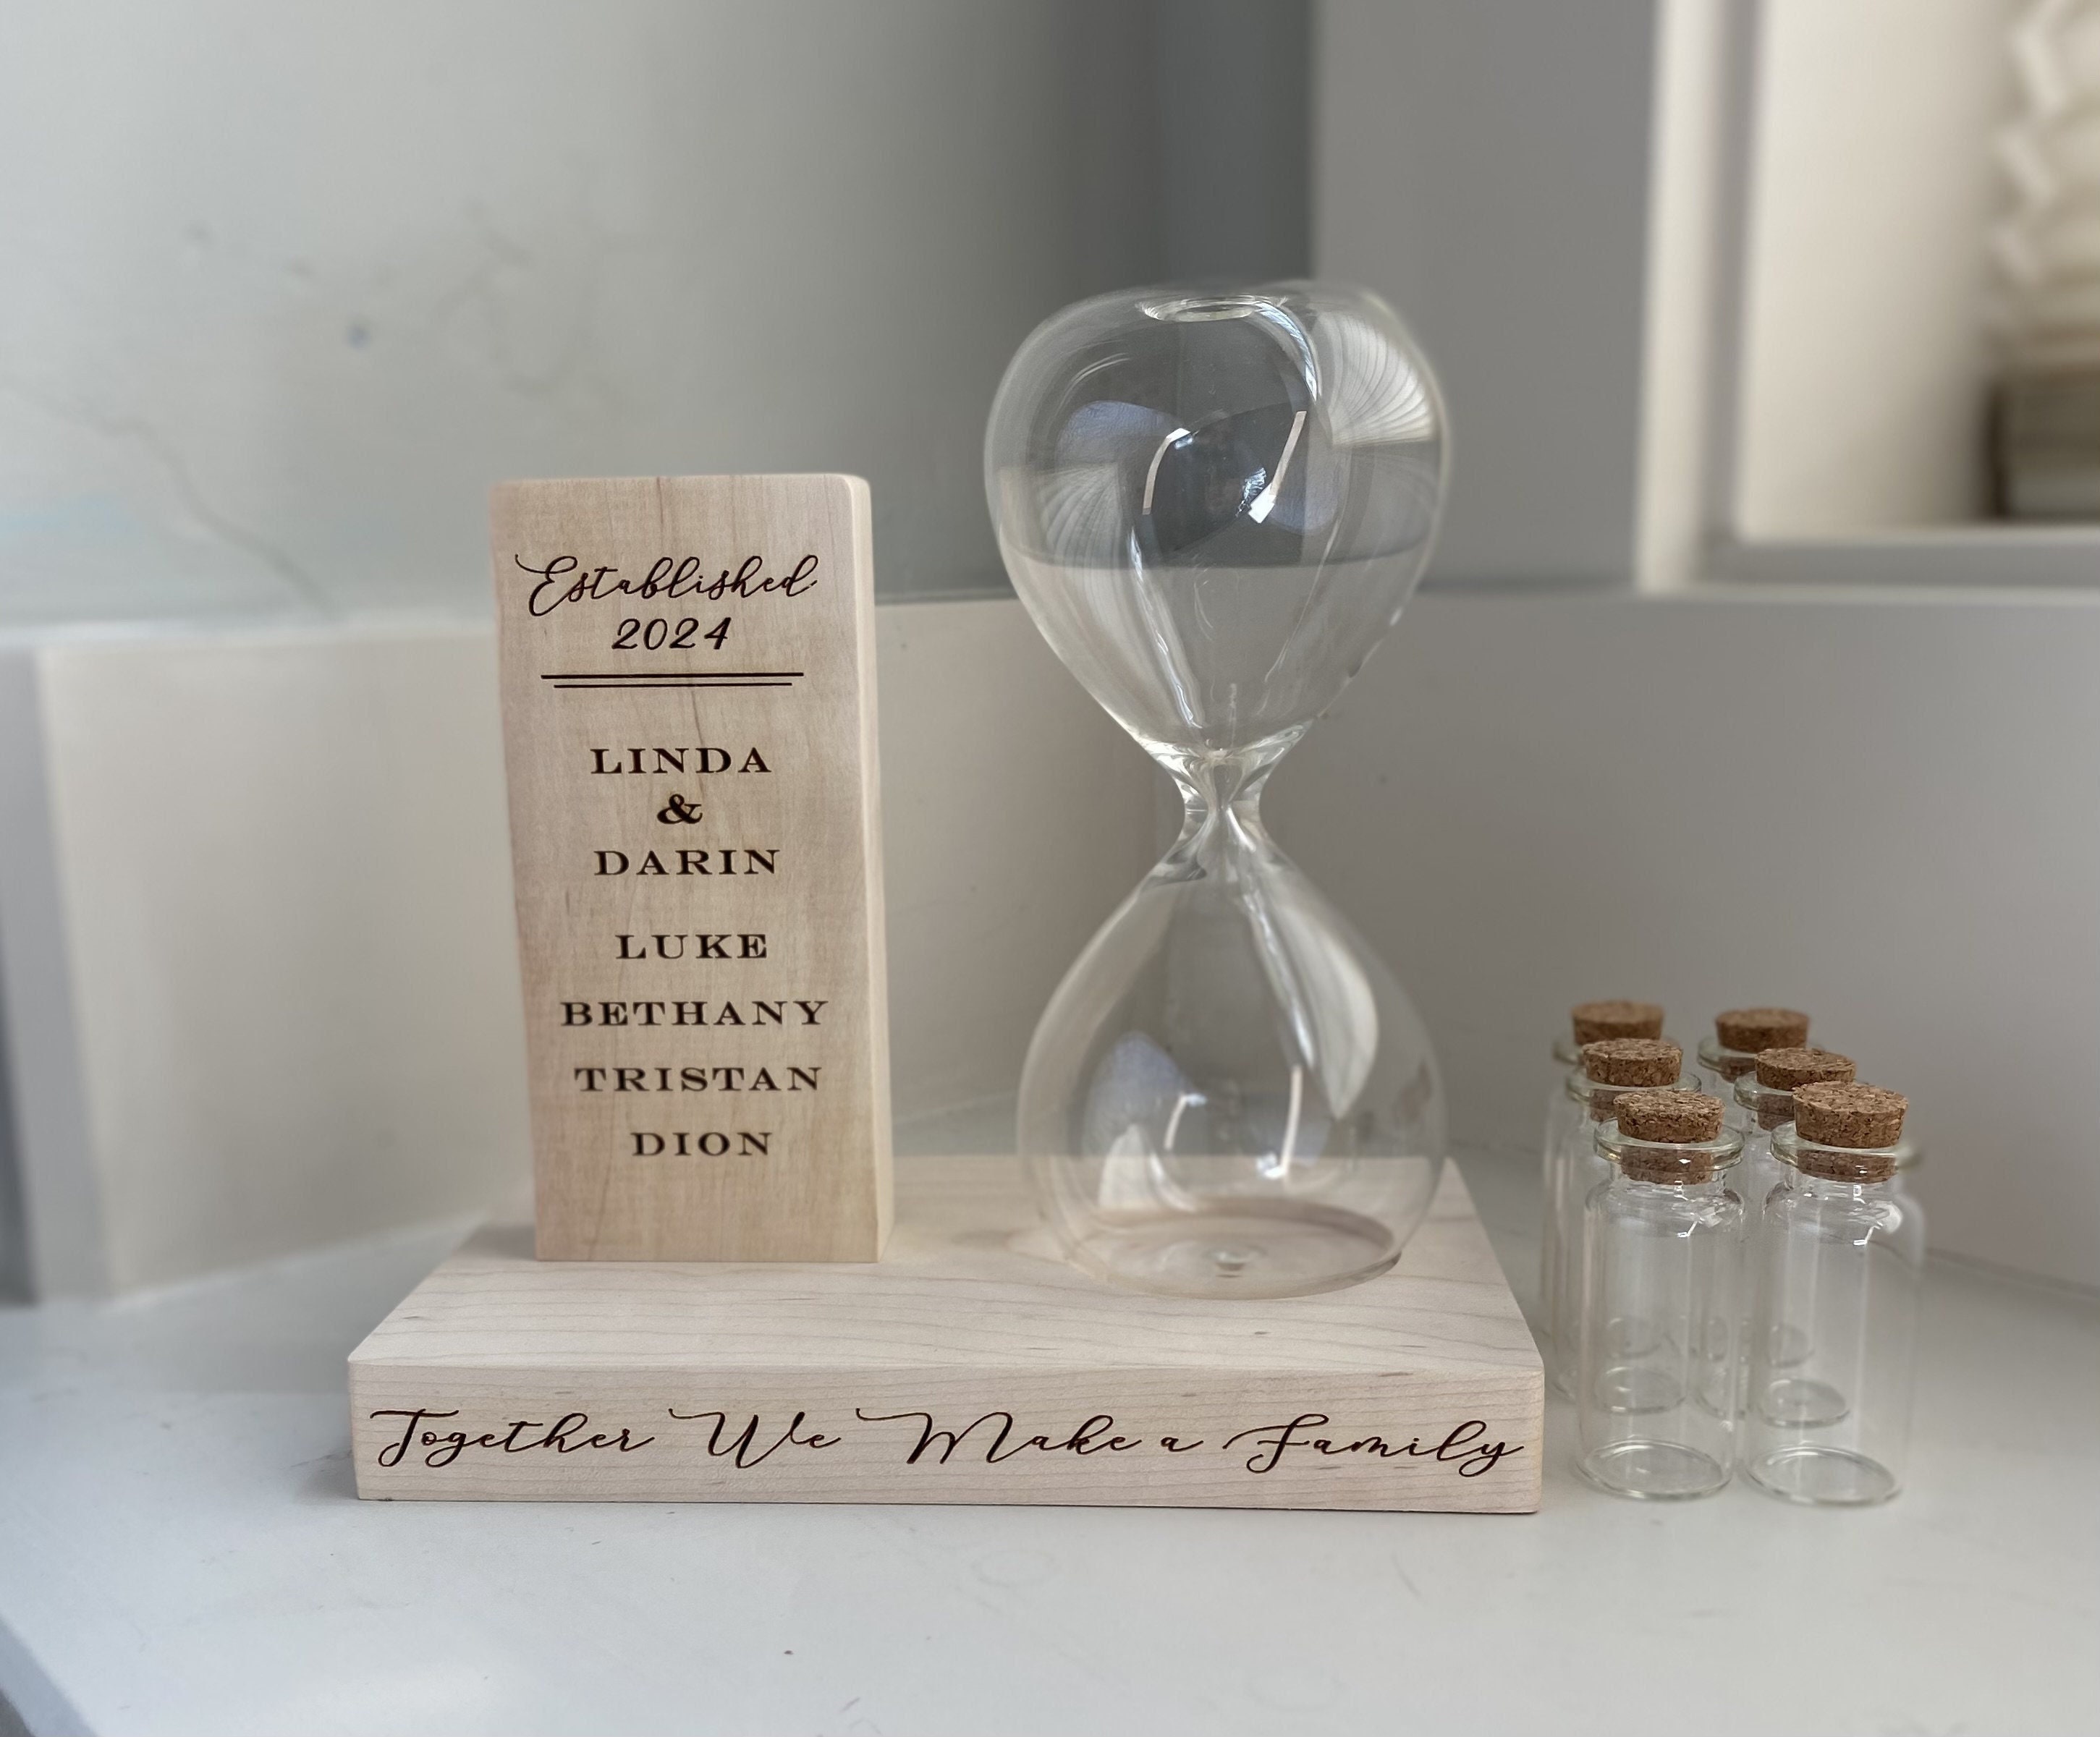 Established
2024
LINDA
&
DARIN
LUKE
BETHANY
TRISTAN
DION
Together We Make a Family